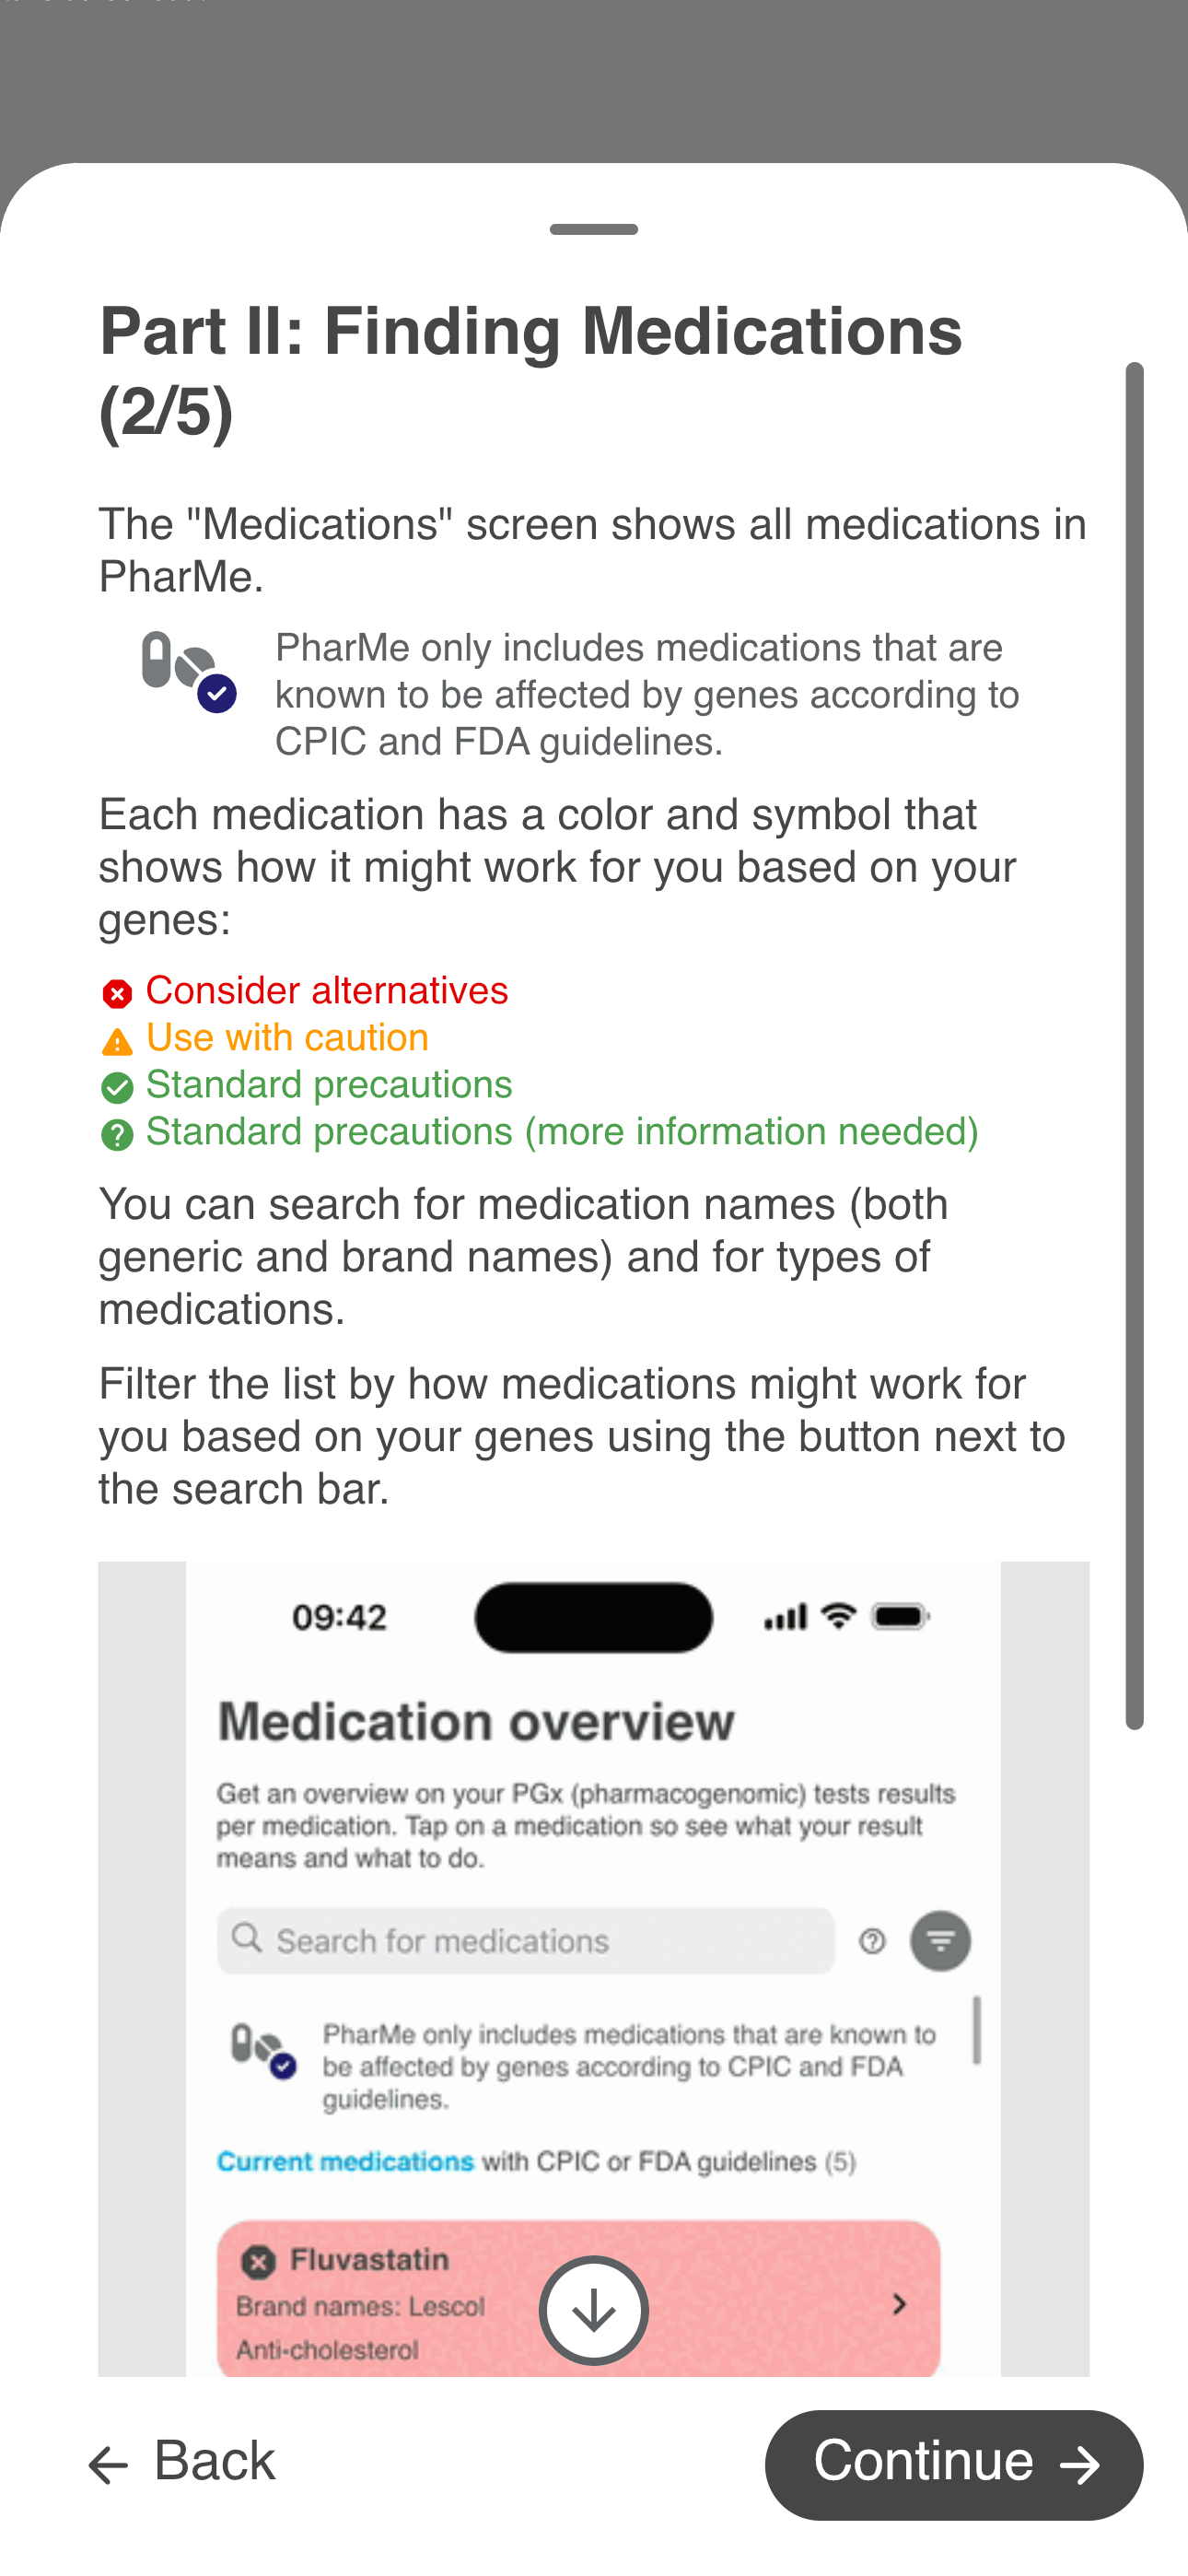 Part II: Finding Medications
(2/5)
The "Medications" screen shows all medications in
PharMe.
PharMe only includes medications that are
known to be affected by genes according to
CPIC and FDA guidelines.
Each medication has a color and symbol that
shows how it might work for you based on your
genes:
Consider alternatives
Use with caution
Standard precautions
Standard precautions (more information needed)
You can search for medication names (both
generic and brand names) and for types of
medications.
Filter the list by how medications might work for
you based on your genes using the button next to
the search bar.
09:42
Medication overview
Get an overview on your PGx (pharmacogenomic) tests results
per medication. Tap on a medication so see what your result
means and what to do.
Search for medications
PharMe only includes medications that are known to
be affected by genes according to CPIC and FDA
guidelines.
Current medications with CPIC or FDA guidelines (5)
Fluvastatin
Brand names: Lescol
Anti-cholesterol
Back
Continue